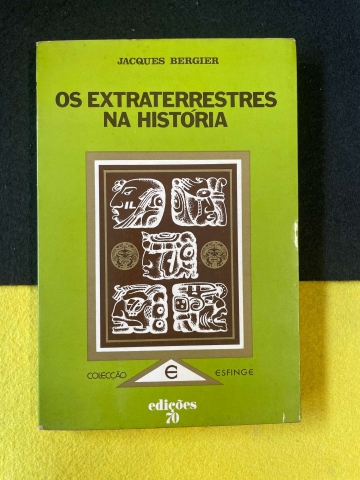 JACQUES BERGIER
OS EXTRATERRESTRES
NA HISTÓRIA
COLECÇÃO E ESFINGE
edições
70